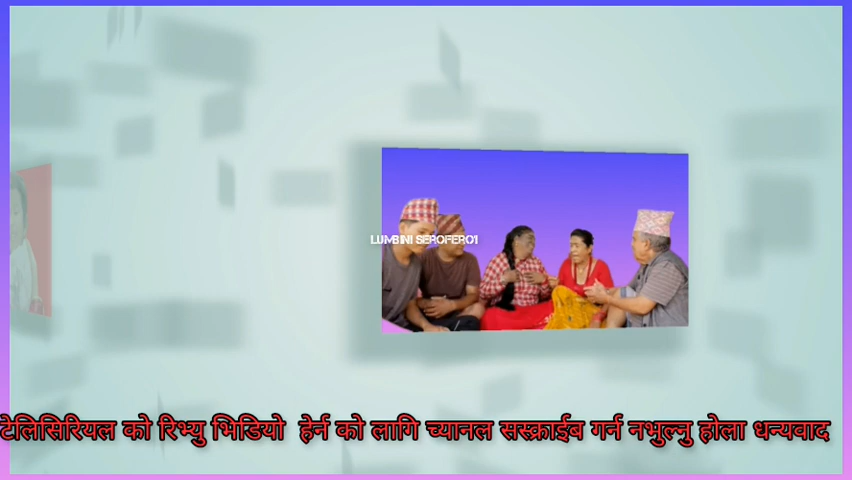 LUMBINI SEROFERO1
टेलिसिरियल को रिभ्यु भिडियो हेर्न को लागि च्यानल सस्क्राईब गर्न नभुल्नु होला धन्यवाद